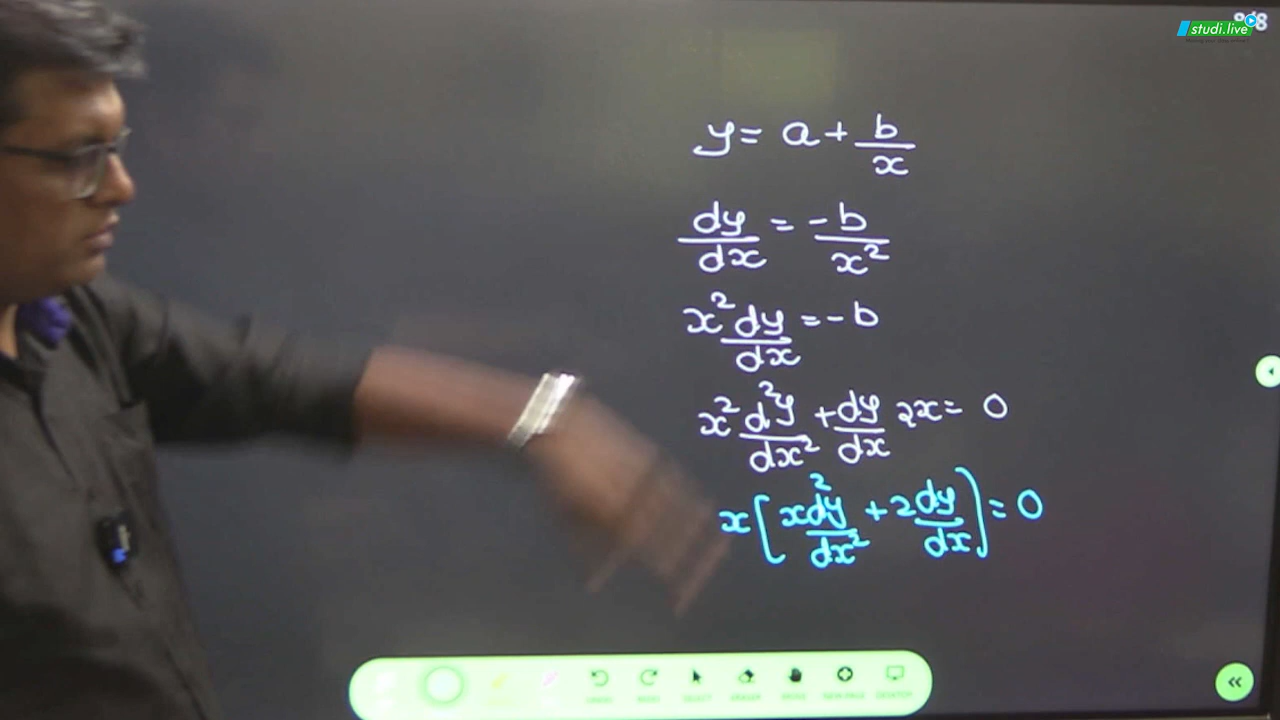 studi.live
y = a + b/x
dy/dx = -b/x²
x² dy/dx = -b
x² d²y/dx² + dy/dx 2x = 0
x[x d²y/dx² + 2 dy/dx] = 0